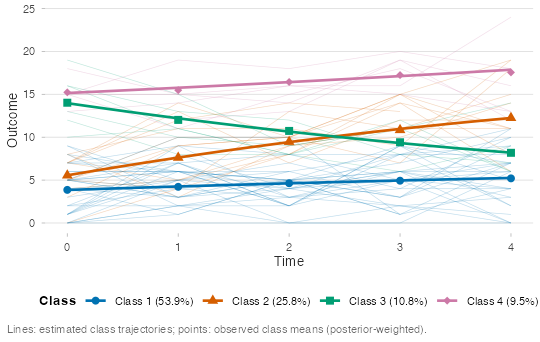 25
20
15
10
5
0
Outcome
0 1 2 3 4
Time
Class Class 1 (53.9%) Class 2 (25.8%) Class 3 (10.8%) Class 4 (9.5%)
Lines: estimated class trajectories; points: observed class means (posterior-weighted).